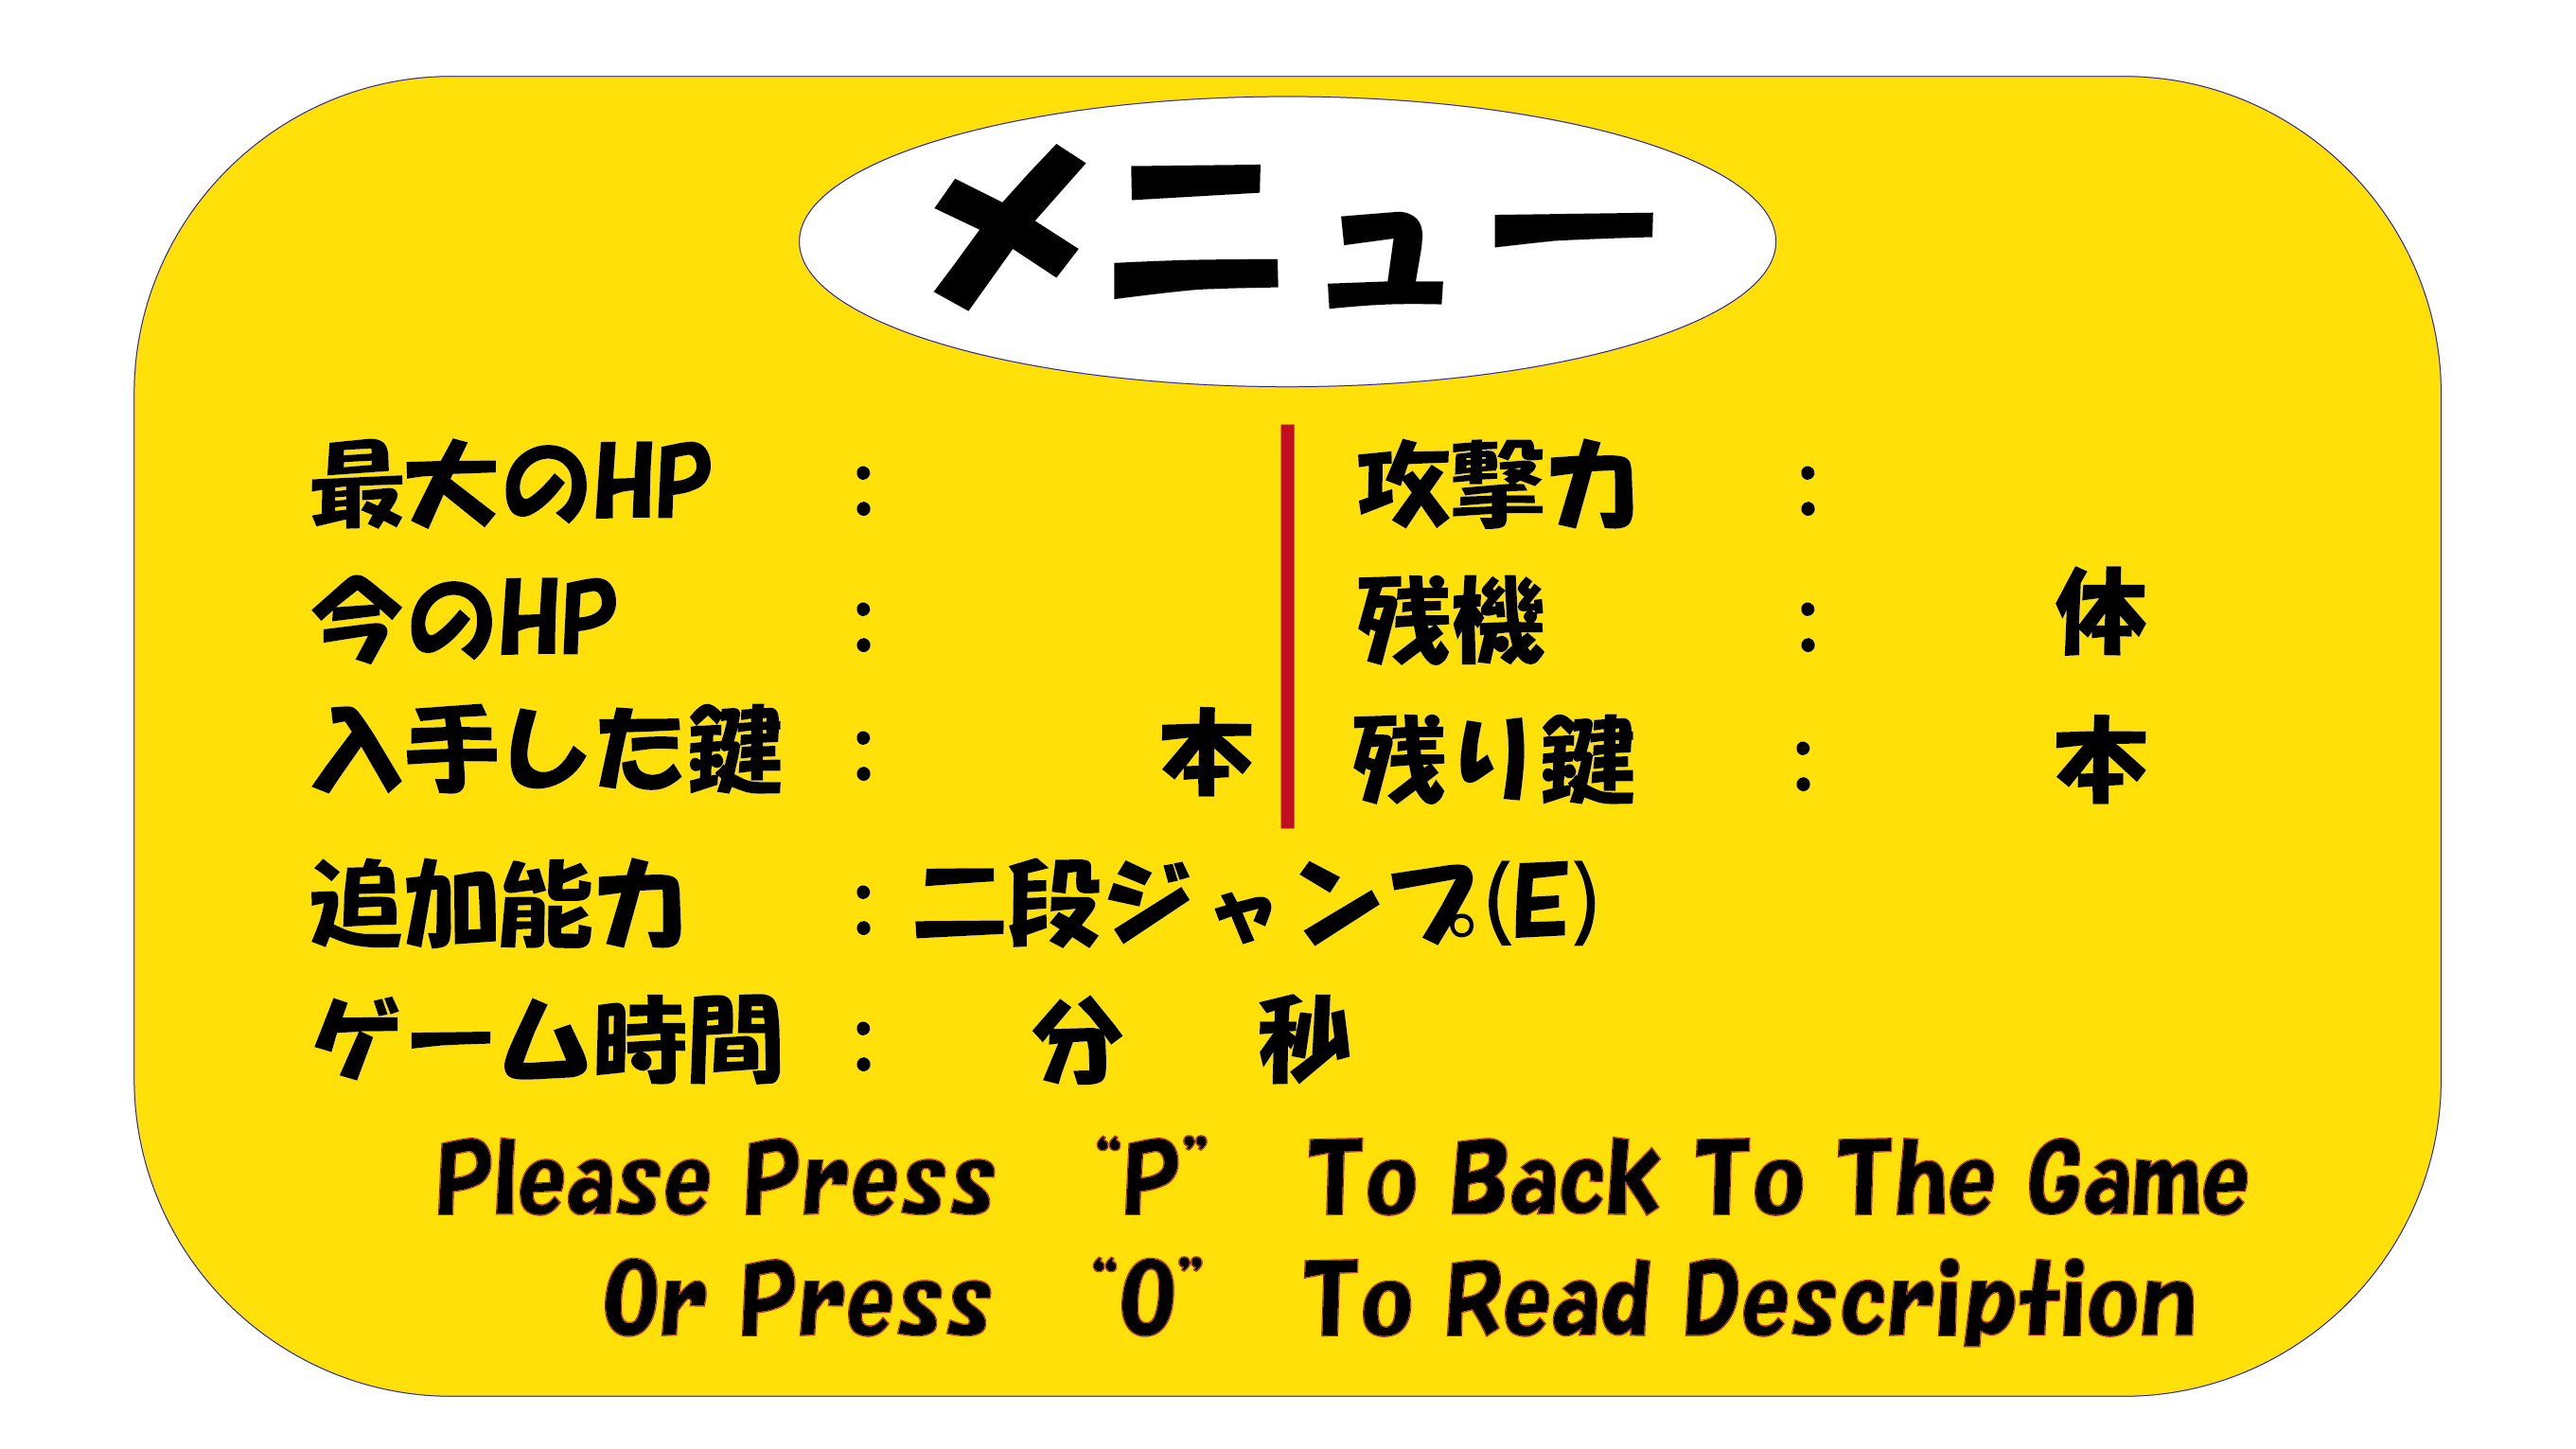 メニュー
最大のHP : 攻撃力 :
今のHP : 残機 : 体
入手した鍵 : 本 残り鍵 : 本
追加能力 : 二段ジャンプ(E)
ゲーム時間 : 分 秒
Please Press “P” To Back To The Game
Or Press “O” To Read Description